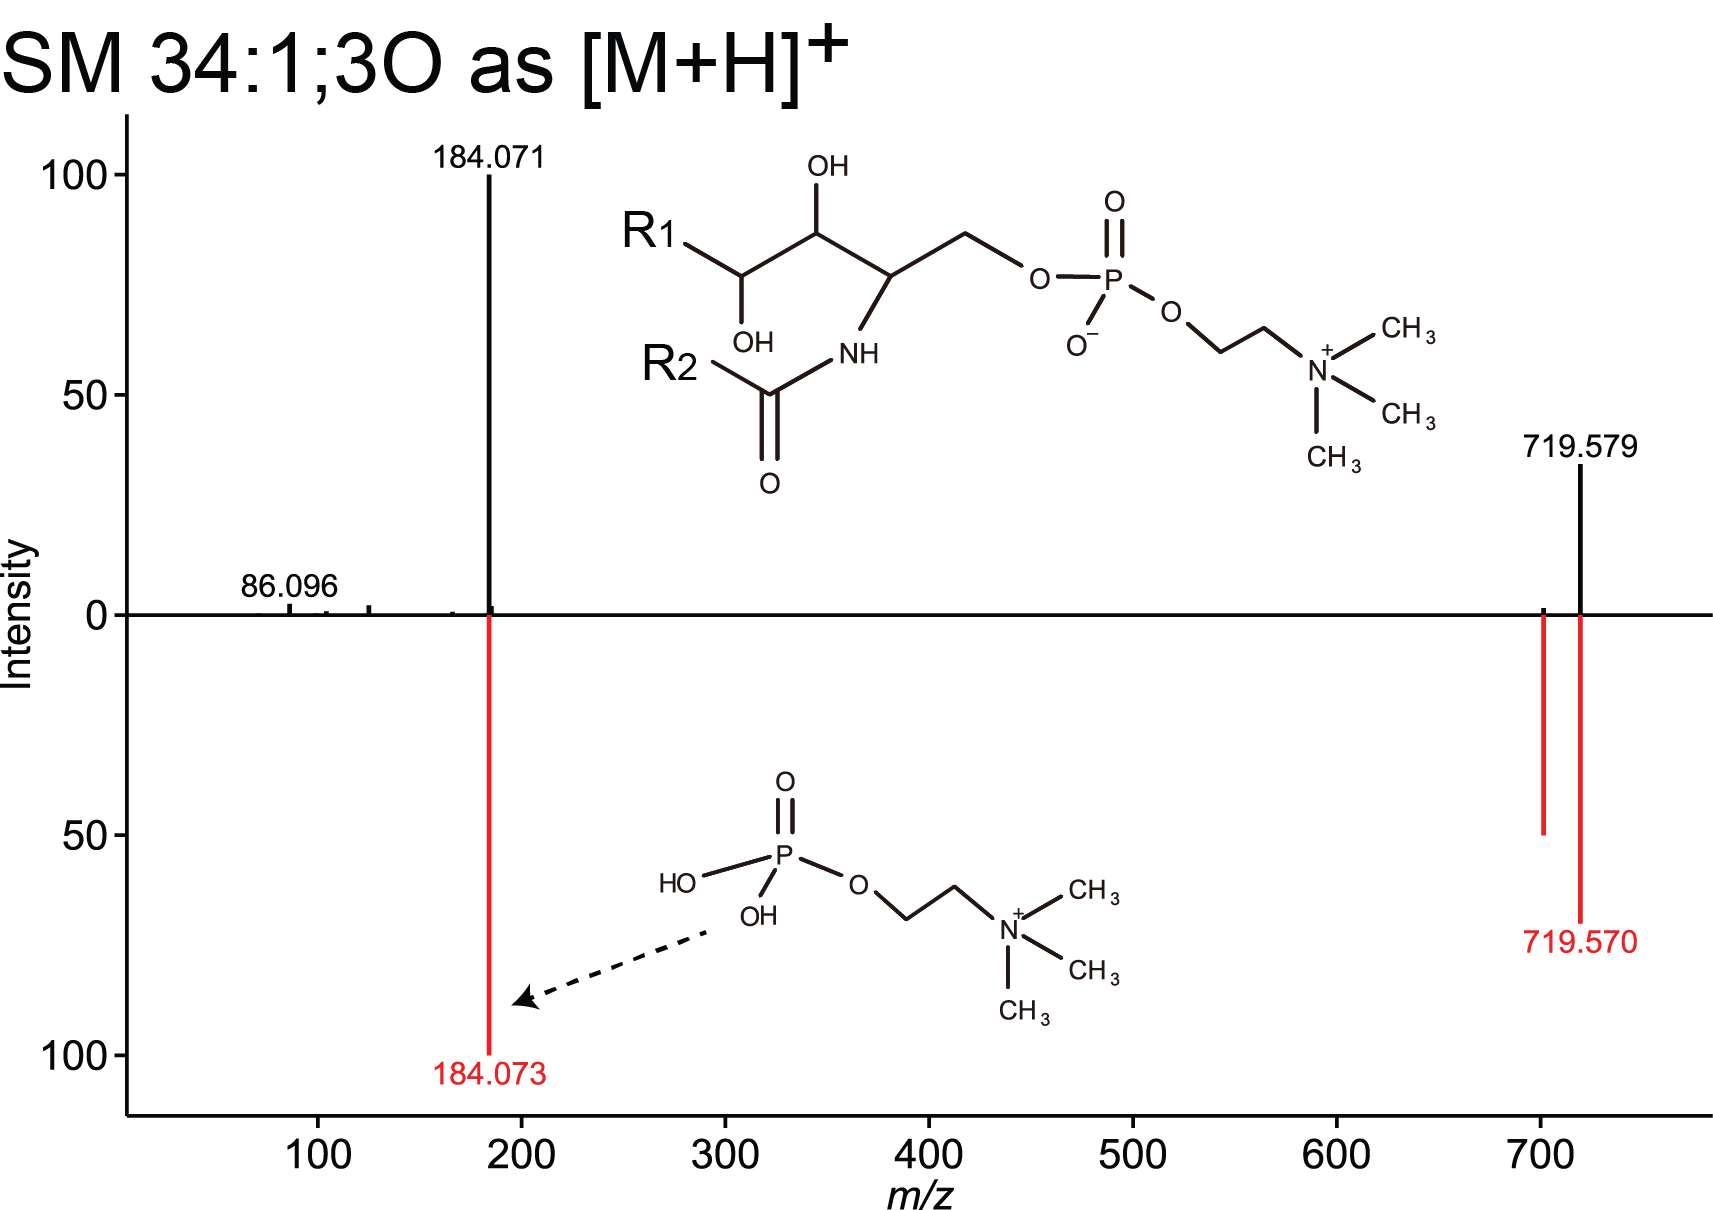 SM 34:1;3O as [M+H]+
100
50
0
50
100
Intensity
184.071
86.096
719.579
R1
OH
OH
R2
NH
O
O
O
P
O−
O
N+
CH3
CH3
CH3
O
HO
P
OH
O
N+
CH3
CH3
CH3
719.570
184.073
100
200
300
400
500
600
700
m/z